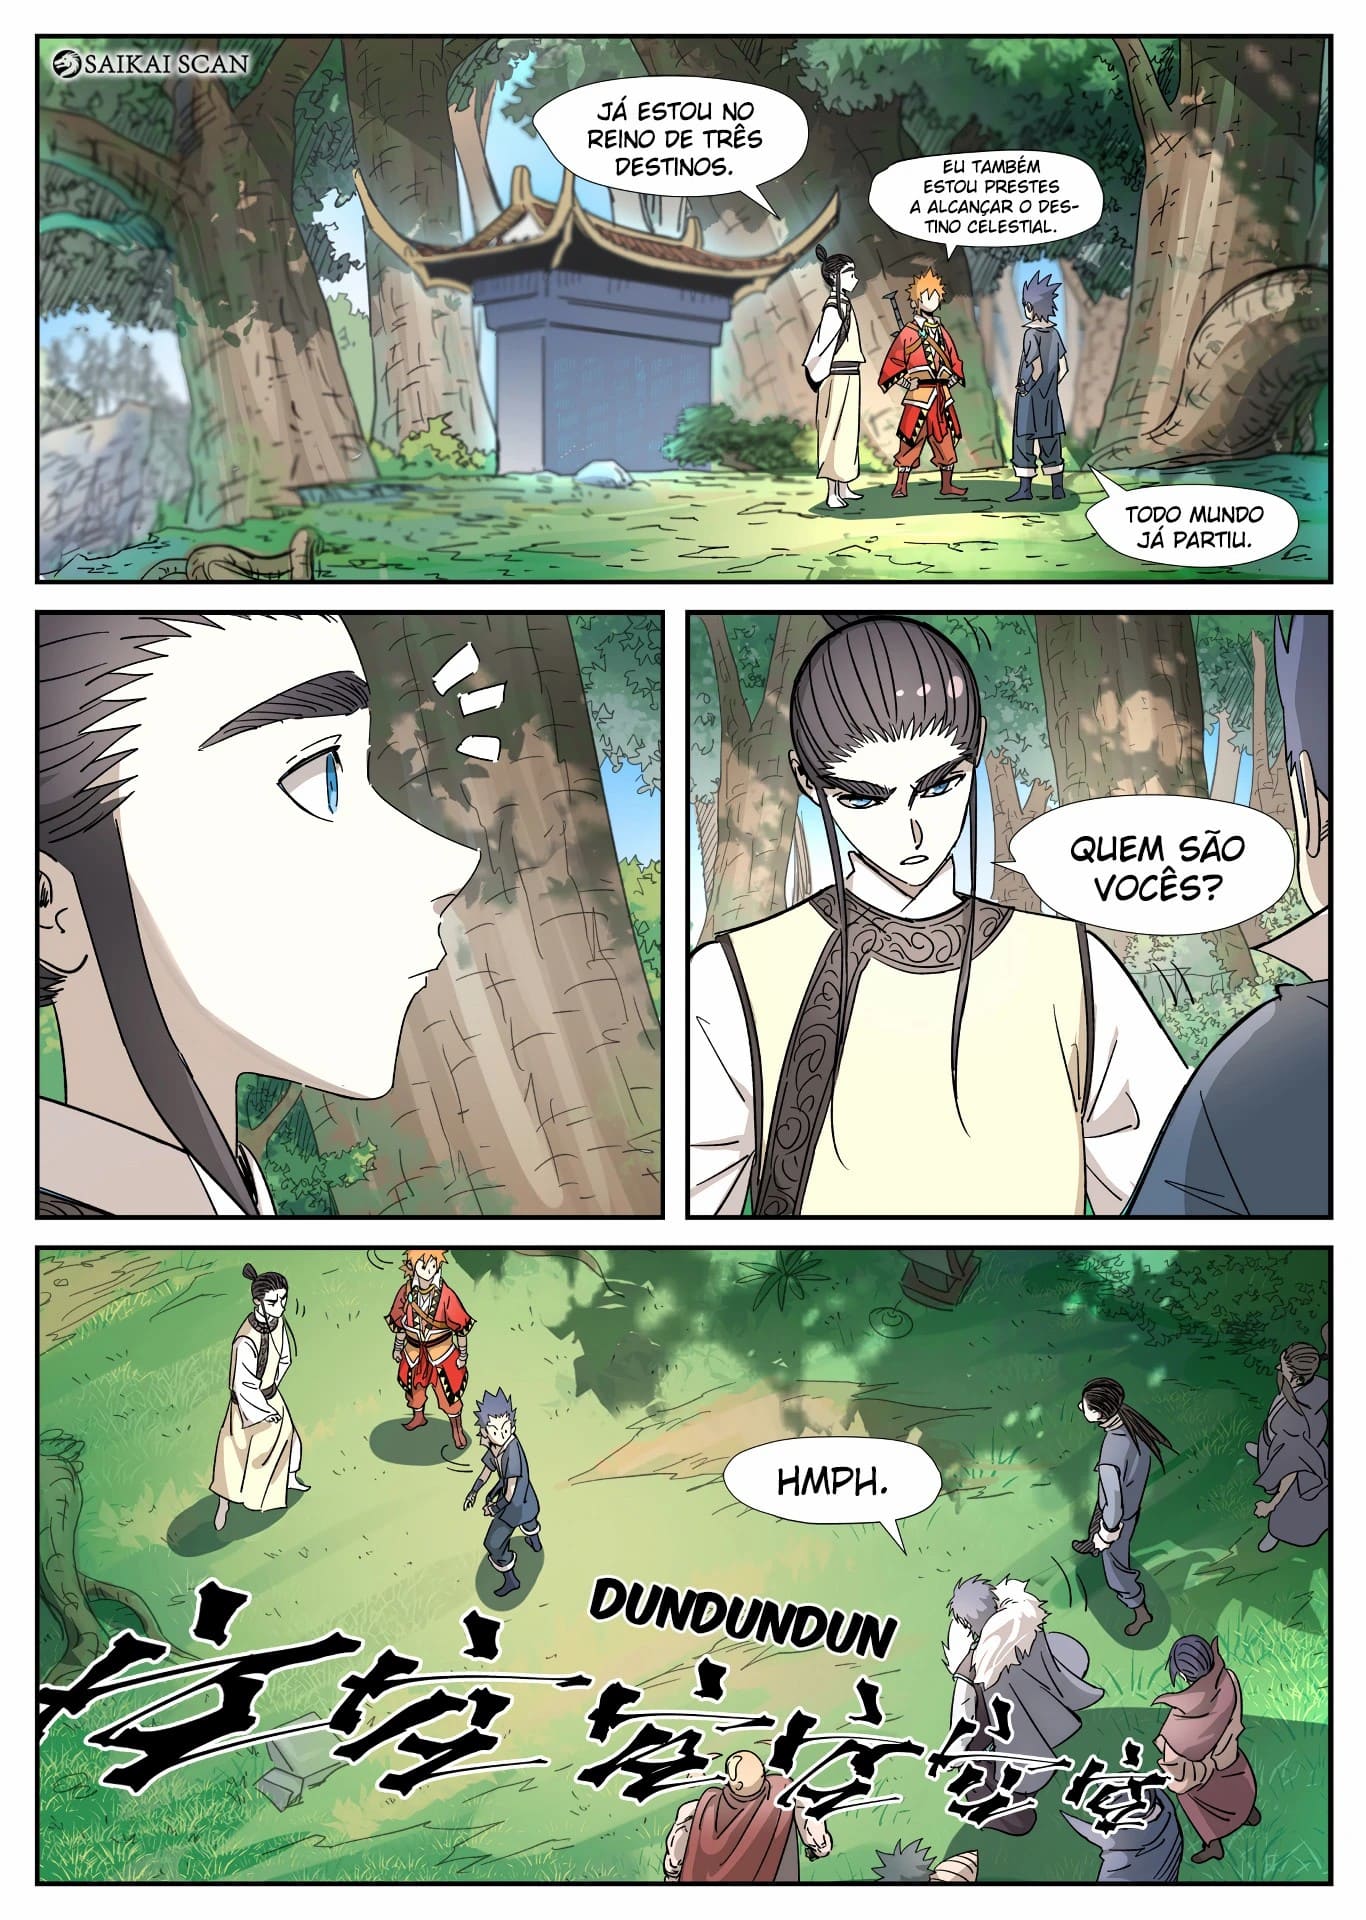 SAIKAI SCAN
JÁ ESTOU NO
REINO DE TRÊS
DESTINOS.
EU TAMBÉM
ESTOU PRESTES
A ALCANÇAR O DES-
TINO CELESTIAL.
TODO MUNDO
JÁ PARTIU.
QUEM SÃO
VOCÊS?
HMPH.
DUNDUNDUN